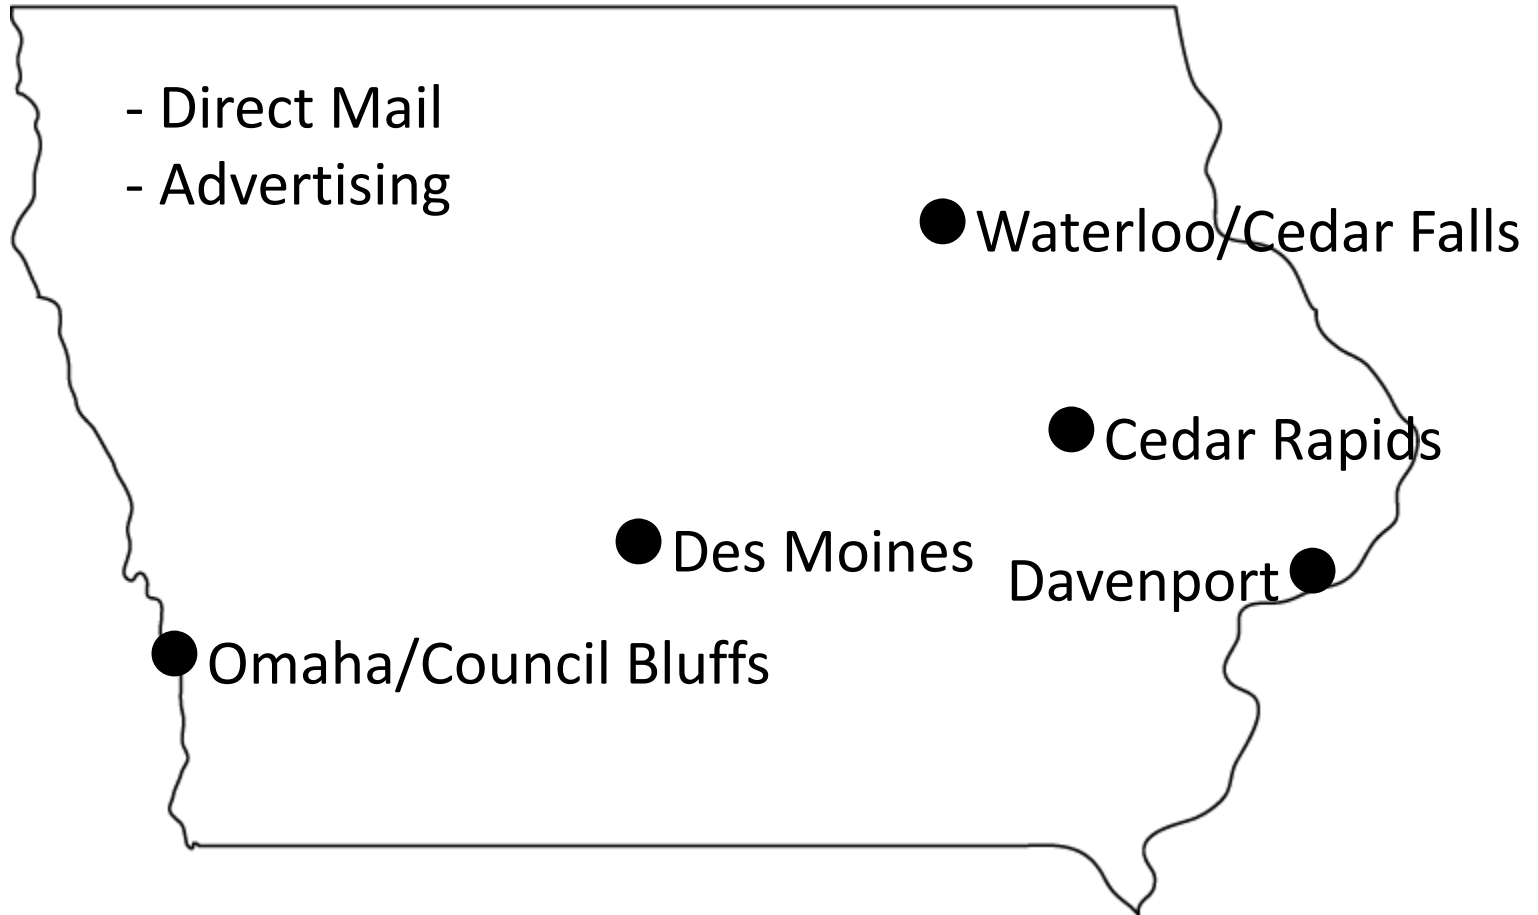 - Direct Mail
- Advertising
Waterloo/Cedar Falls
Cedar Rapids
Des Moines
Davenport
Omaha/Council Bluffs